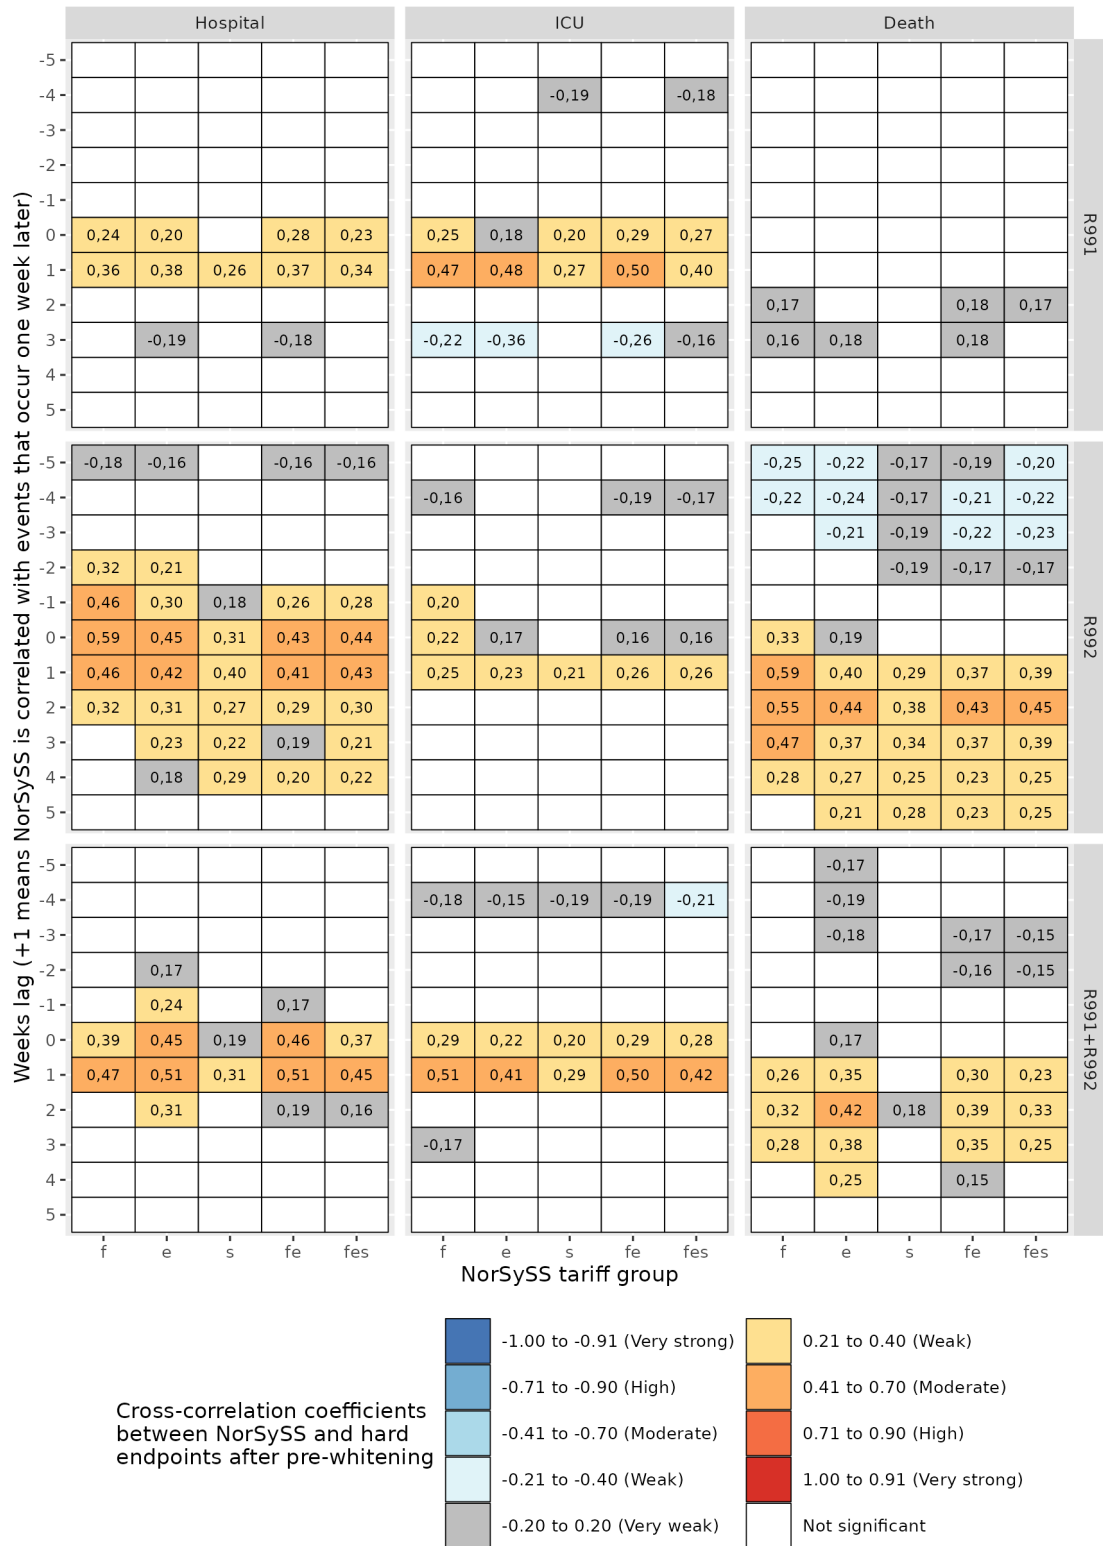 Hospital ICU Death
-5
-4 -0,19 -0,18
-3
-2
-1
0 0,24 0,20 0,28 0,23 0,25 0,18 0,20 0,29 0,27
1 0,36 0,38 0,26 0,37 0,34 0,47 0,48 0,27 0,50 0,40
2 0,17 0,18 0,17
3 -0,19 -0,18 -0,22 -0,36 -0,26 -0,16 0,16 0,18 0,18
4
5
R991
-5 -0,18 -0,16 -0,16 -0,16 -0,25 -0,22 -0,17 -0,19 -0,20
-4 -0,16 -0,19 -0,17 -0,22 -0,24 -0,17 -0,21 -0,22
-3 -0,21 -0,19 -0,22 -0,23
-2 0,32 0,21 -0,19 -0,17 -0,17
-1 0,46 0,30 0,18 0,26 0,28 0,20
0 0,59 0,45 0,31 0,43 0,44 0,22 0,17 0,16 0,16 0,33 0,19
1 0,46 0,42 0,40 0,41 0,43 0,25 0,23 0,21 0,26 0,26 0,59 0,40 0,29 0,37 0,39
2 0,32 0,31 0,27 0,29 0,30 0,55 0,44 0,38 0,43 0,45
3 0,23 0,22 0,19 0,21 0,47 0,37 0,34 0,37 0,39
4 0,18 0,29 0,20 0,22 0,28 0,27 0,25 0,23 0,25
5 0,21 0,28 0,23 0,25
R992
-5 -0,17
-4 -0,18 -0,15 -0,19 -0,19 -0,21 -0,19
-3 -0,18 -0,17 -0,15
-2 0,17 -0,16 -0,15
-1 0,24 0,17
0 0,39 0,45 0,19 0,46 0,37 0,29 0,22 0,20 0,29 0,28 0,17
1 0,47 0,51 0,31 0,51 0,45 0,51 0,41 0,29 0,50 0,42 0,26 0,35 0,30 0,23
2 0,31 0,19 0,16 0,32 0,42 0,18 0,39 0,33
3 -0,17 0,28 0,38 0,35 0,25
4 0,25 0,15
5
R991+R992
f e s fe fes f e s fe fes f e s fe fes
NorSySS tariff group
Weeks lag (+1 means NorSySS is correlated with events that occur one week later)
Cross-correlation coefficients
between NorSySS and hard
endpoints after pre-whitening
-1.00 to -0.91 (Very strong)
-0.71 to -0.90 (High)
-0.41 to -0.70 (Moderate)
-0.21 to -0.40 (Weak)
-0.20 to 0.20 (Very weak)
0.21 to 0.40 (Weak)
0.41 to 0.70 (Moderate)
0.71 to 0.90 (High)
1.00 to 0.91 (Very strong)
Not significant